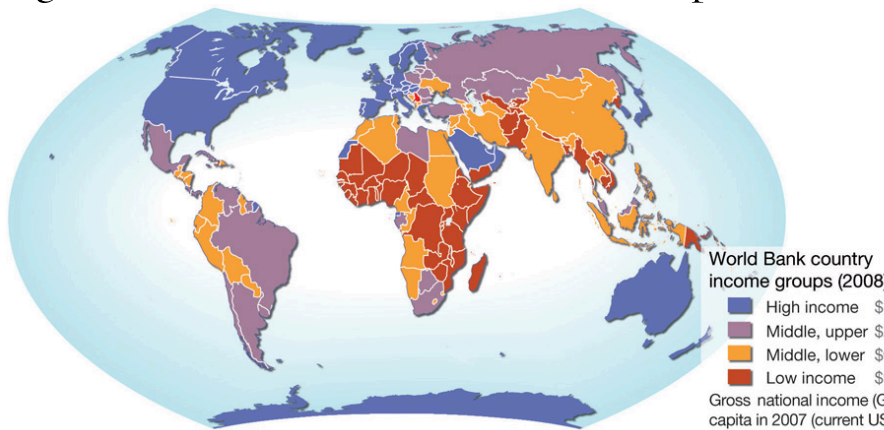 World Bank country
income groups (2008
High income $
Middle, upper $
Middle, lower $
Low income $
Gross national income (G
capita in 2007 (current US